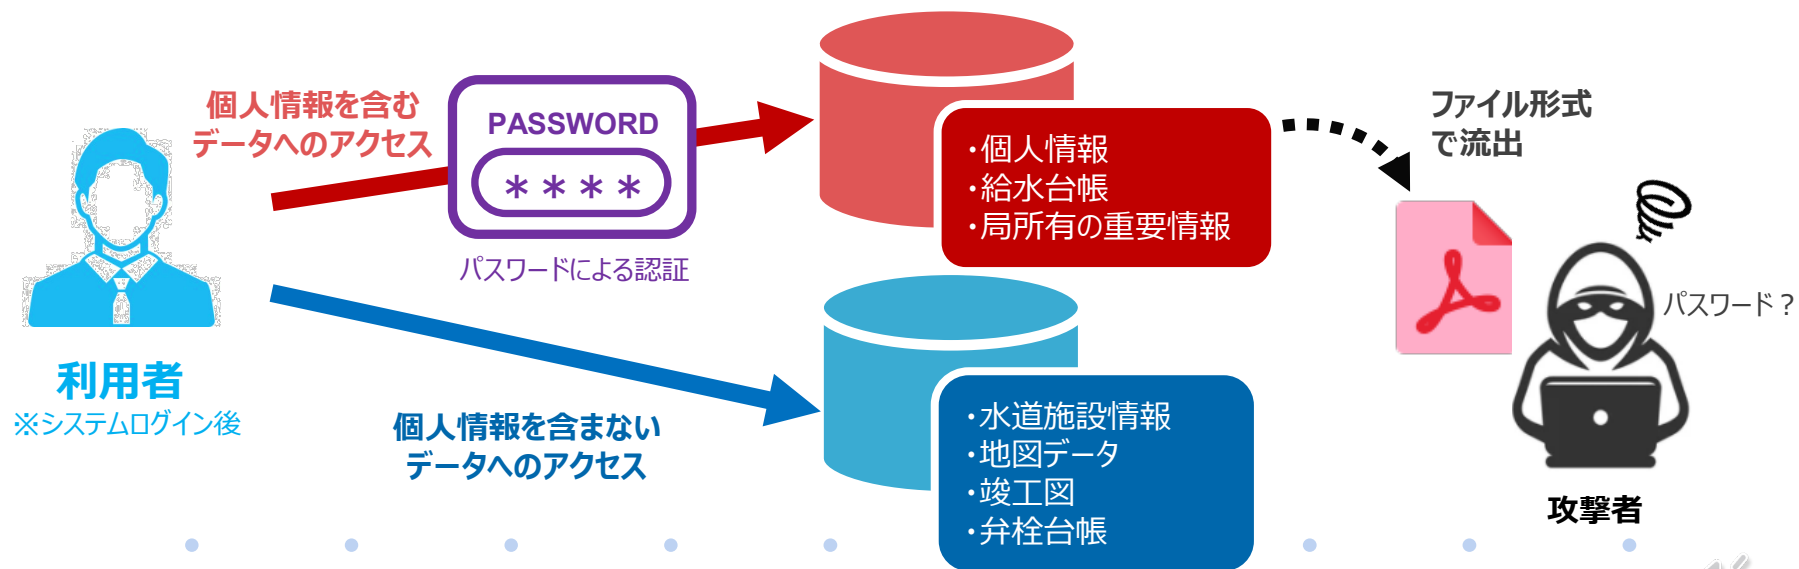 個人情報を含む
データへのアクセス
PASSWORD
＊＊＊＊
パスワードによる認証
・個人情報
・給水台帳
・局所有の重要情報
ファイル形式
で流出
パスワード？
攻撃者
利用者
※システムログイン後
個人情報を含まない
データへのアクセス
・水道施設情報
・地図データ
・竣工図
・弁栓台帳